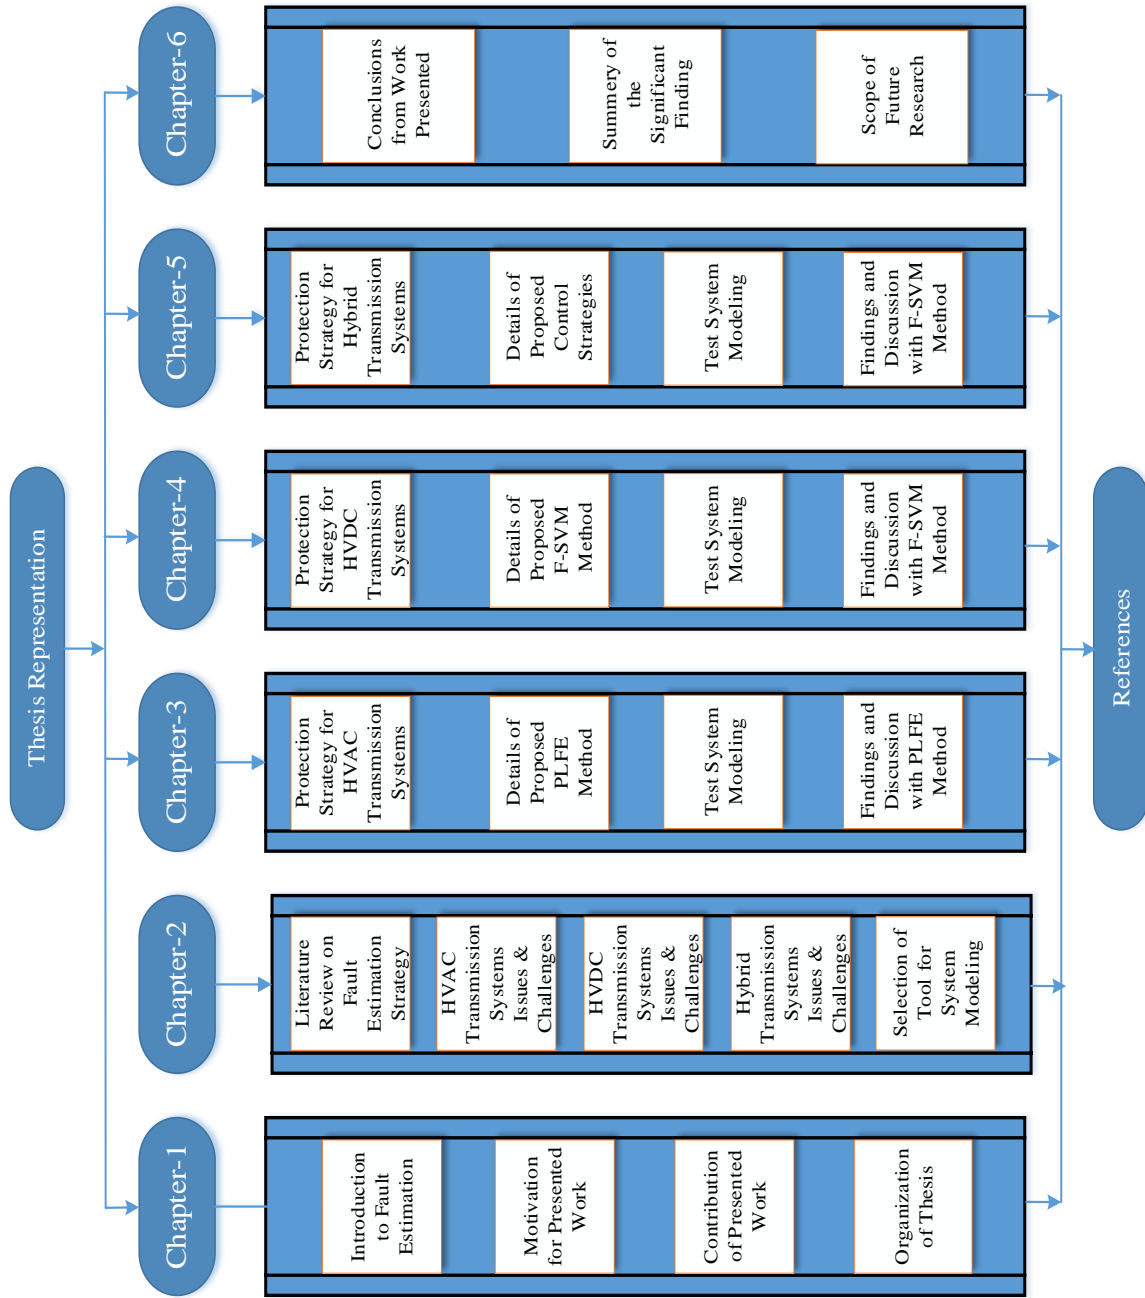 Thesis Representation
Chapter-1
Introduction
to Fault
Estimation
Motivation
for Presented
Work
Contribution
of Presented
Work
Organization
of Thesis
Chapter-2
Literature
Review on
Fault
Estimation
Strategy
HVAC
Transmission
Systems
Issues &
Challenges
HVDC
Transmission
Systems
Issues &
Challenges
Hybrid
Transmission
Systems
Issues &
Challenges
Selection of
Tool for
System
Modeling
Chapter-3
Protection
Strategy for
HVAC
Transmission
Systems
Details of
Proposed
PLFE
Method
Test System
Modeling
Findings and
Discussion
with PLFE
Method
Chapter-4
Protection
Strategy for
HVDC
Transmission
Systems
Details of
Proposed
F-SVM
Method
Test System
Modeling
Findings and
Discussion
with F-SVM
Method
Chapter-5
Protection
Strategy for
Hybrid
Transmission
Systems
Details of
Proposed
Control
Strategies
Test System
Modeling
Findings and
Discussion
with F-SVM
Method
Chapter-6
Conclusions
from Work
Presented
Summery of
the
Significant
Finding
Scope of
Future
Research
References